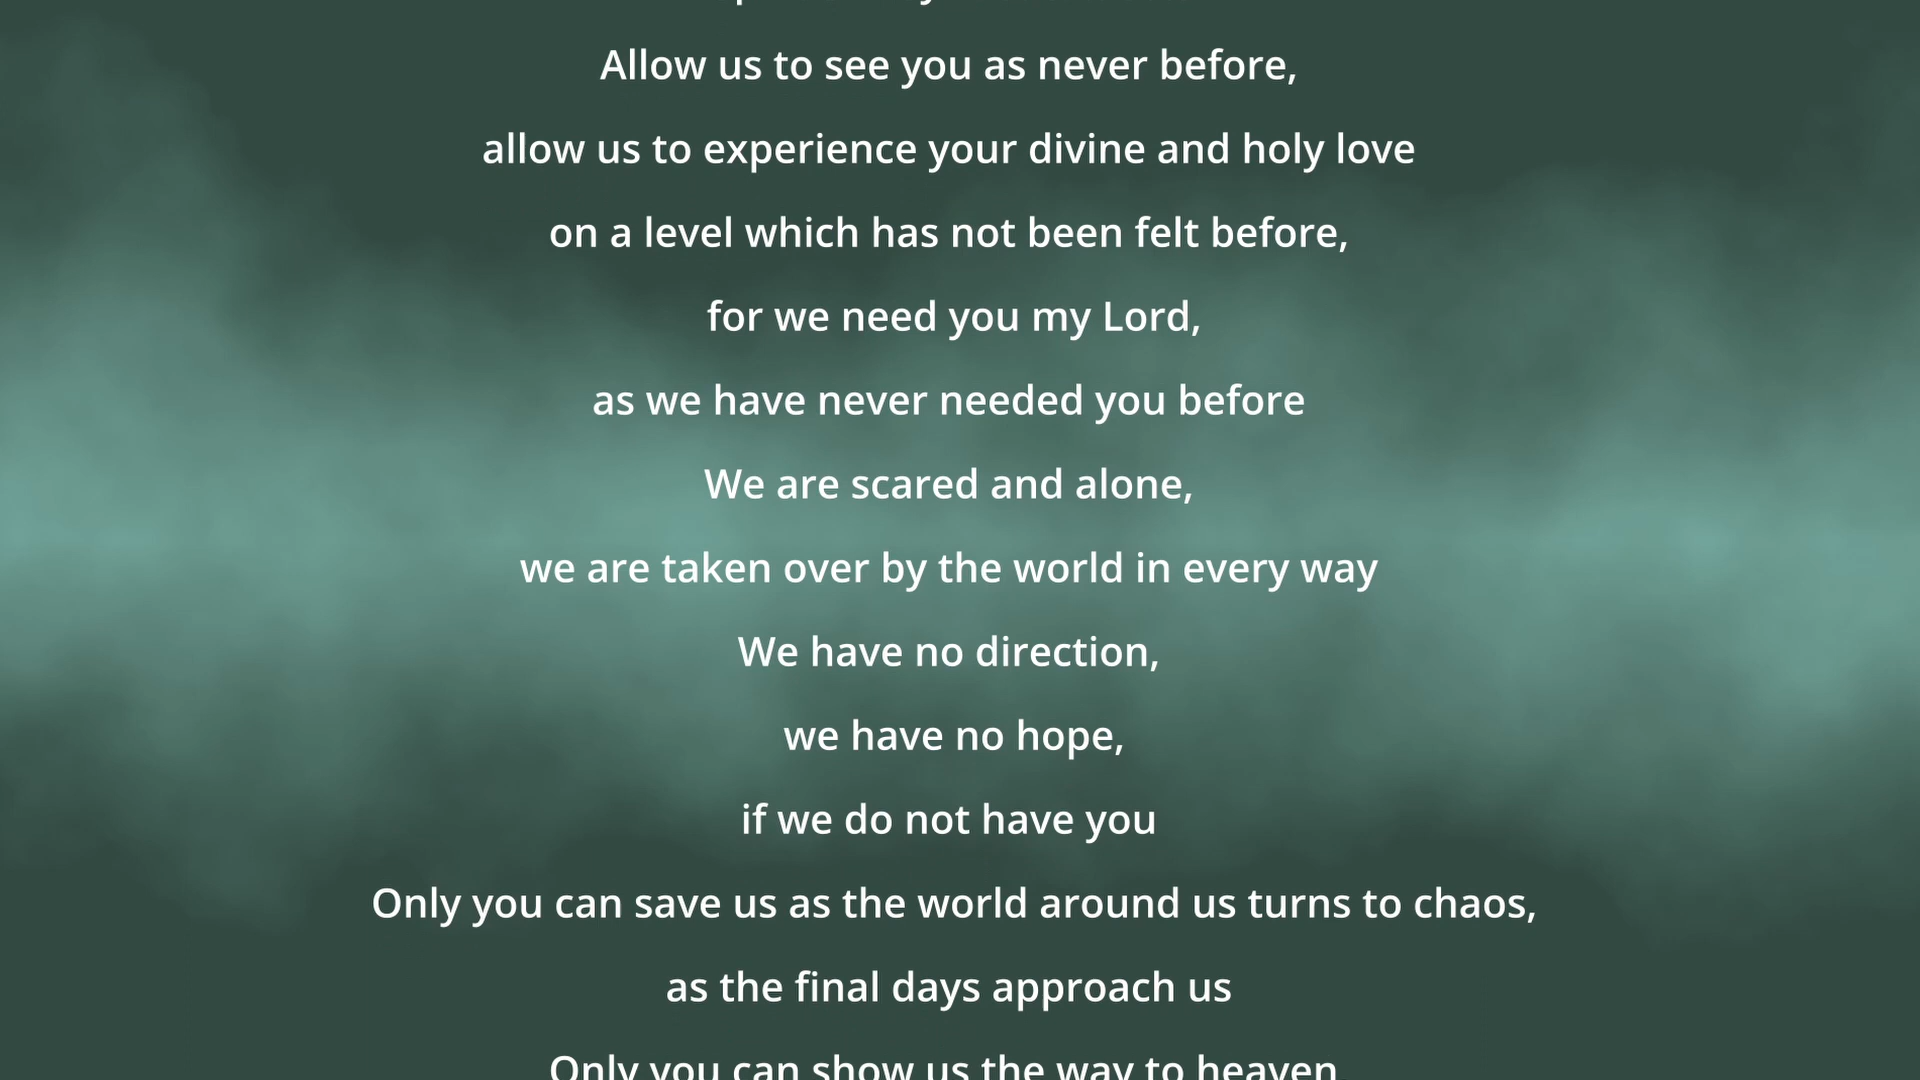 Allow us to see you as never before,
allow us to experience your divine and holy love
on a level which has not been felt before,
for we need you my Lord,
as we have never needed you before
We are scared and alone,
we are taken over by the world in every way
We have no direction,
we have no hope,
if we do not have you
Only you can save us as the world around us turns to chaos,
as the final days approach us
Only you can show us the way to heaven,